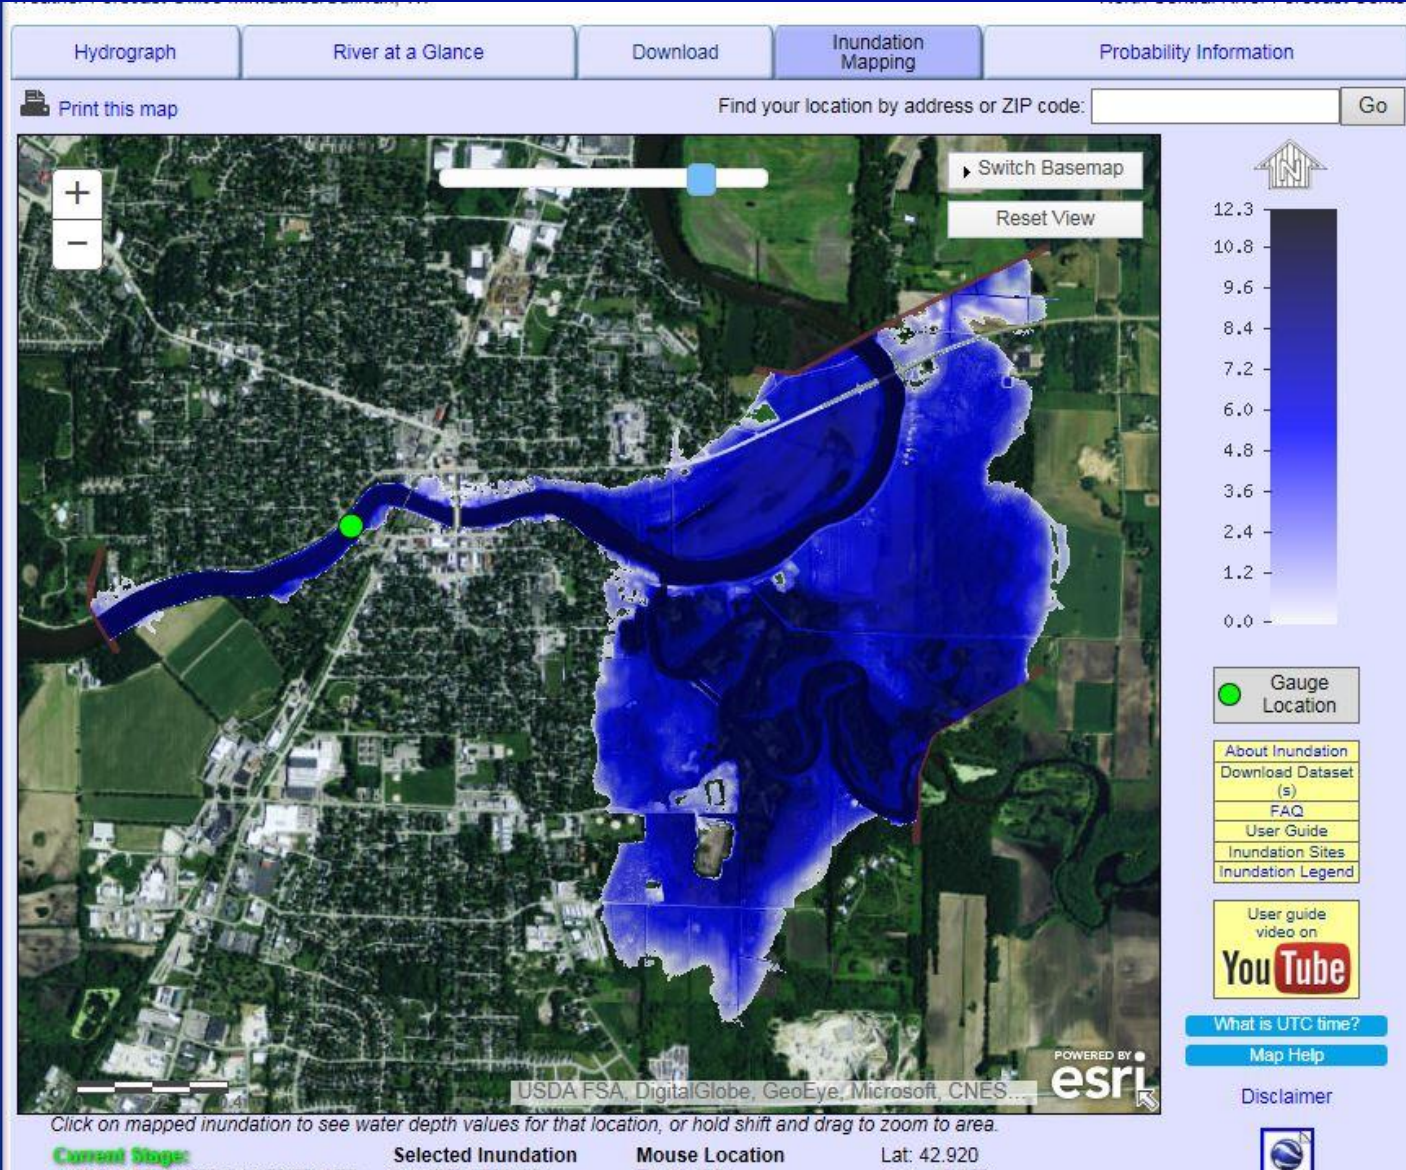 Hydrograph
River at a Glance
Download
Inundation
Mapping
Probability Information
Print this map
Find your location by address or ZIP code:
Go
+
−
Switch Basemap
Reset View
N
12.3
10.8
9.6
8.4
7.2
6.0
4.8
3.6
2.4
1.2
0.0
Gauge
Location
About Inundation
Download Dataset
(s)
FAQ
User Guide
Inundation Sites
Inundation Legend
User guide
video on
YouTube
What is UTC time?
Map Help
Disclaimer
POWERED BY
esri
USDA FSA, DigitalGlobe, GeoEye, Microsoft, CNES...
Click on mapped inundation to see water depth values for that location, or hold shift and drag to zoom to area.
Current Stage:
Selected Inundation
Mouse Location
Lat: 42.920